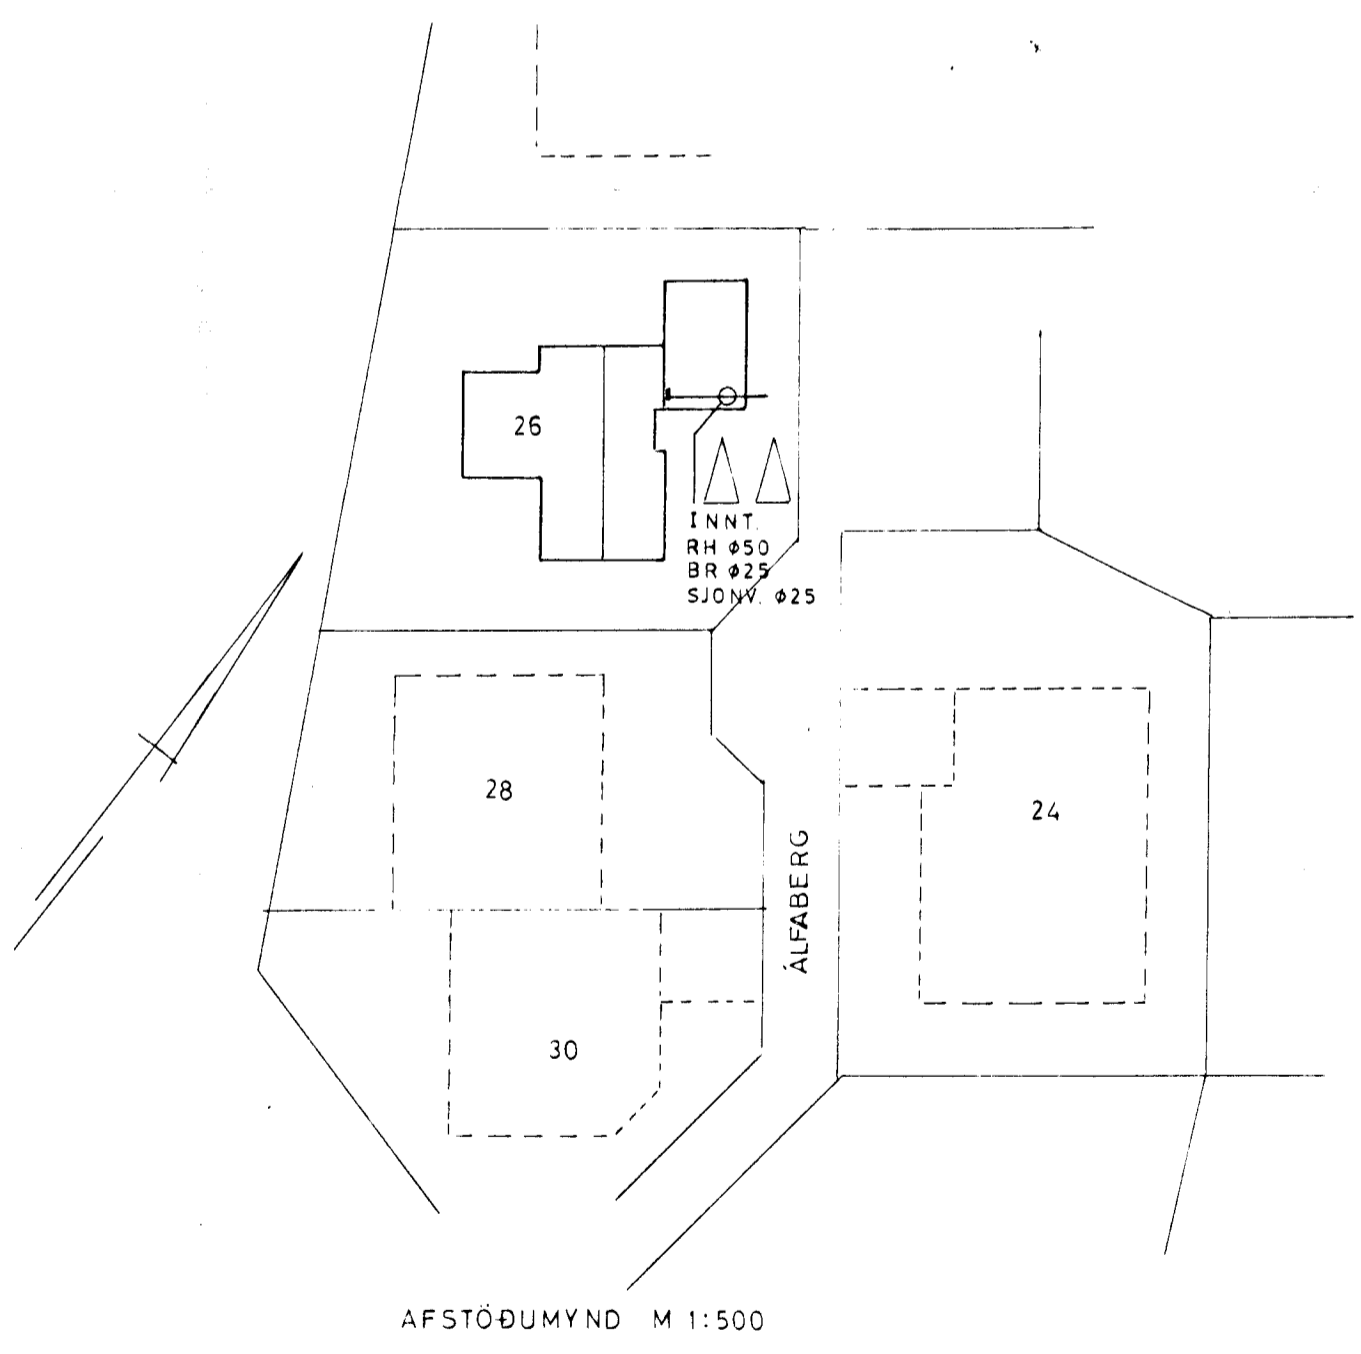 26
INNT.
RH ø50
BR ø25
SJONV. ø25
28
24
ÁLFABERG
30
AFSTÖÐUMYND M 1:500